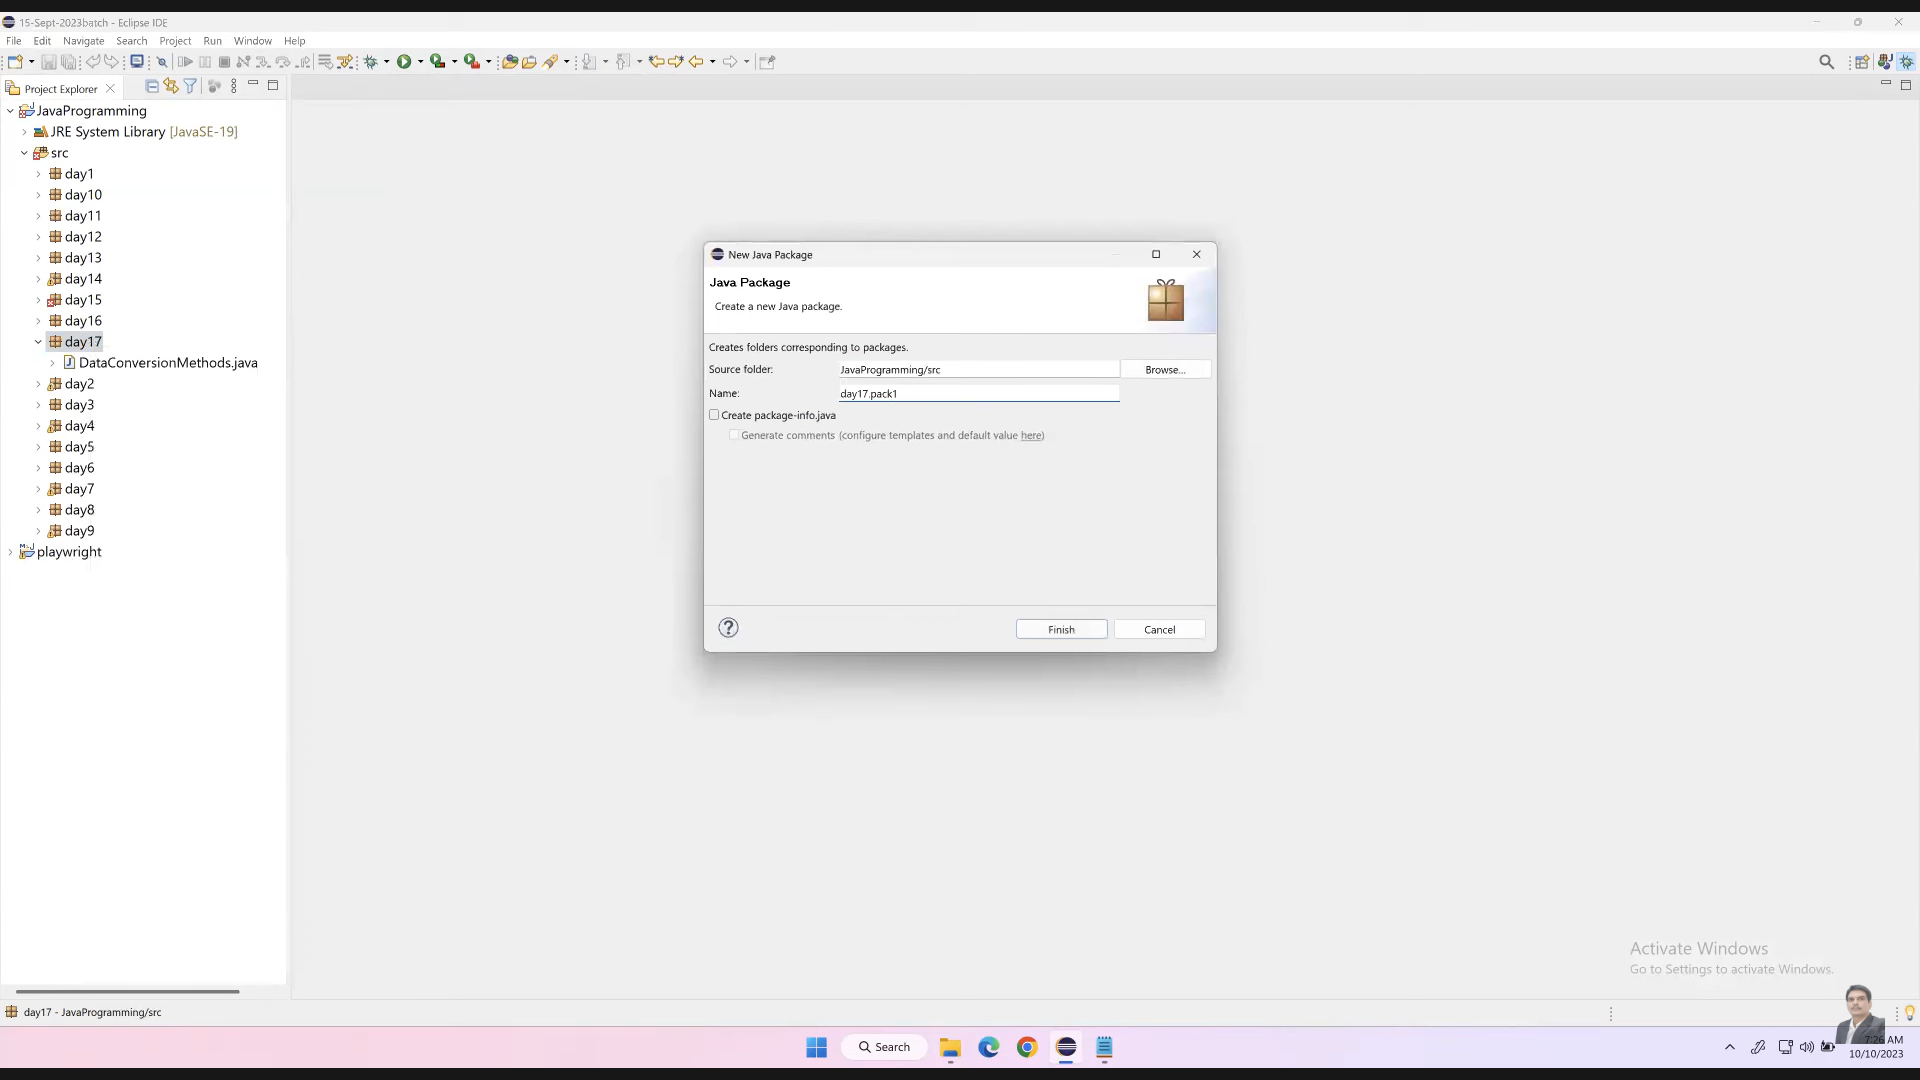 15-Sept-2023batch - Eclipse IDE
File Edit Navigate Search Project Run Window Help
Project Explorer
JavaProgramming
JRE System Library [JavaSE-19]
src
day1
day10
day11
day12
day13
day14
day15
day16
day17
DataConversionMethods.java
day2
day3
day4
day5
day6
day7
day8
day9
playwright
New Java Package
Java Package
Create a new Java package.
Creates folders corresponding to packages.
Source folder: JavaProgramming/src Browse...
Name: day17.pack1
Create package-info.java
Generate comments (configure templates and default value here)
Finish Cancel
Activate Windows
Go to Settings to activate Windows.
day17 - JavaProgramming/src
Search
7:26 AM
10/10/2023